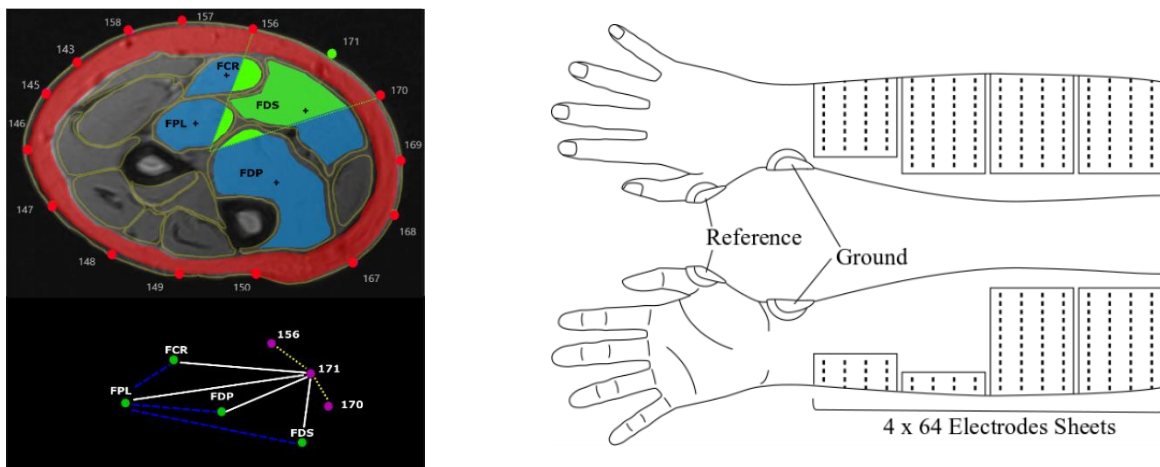 157
158
156
143
171
FCR
145
170
FDS
FPL
146
169
FDP
147
168
148
167
149
150
156
FCR
171
FPL
FDP
170
FDS
Reference
Ground
4 x 64 Electrodes Sheets